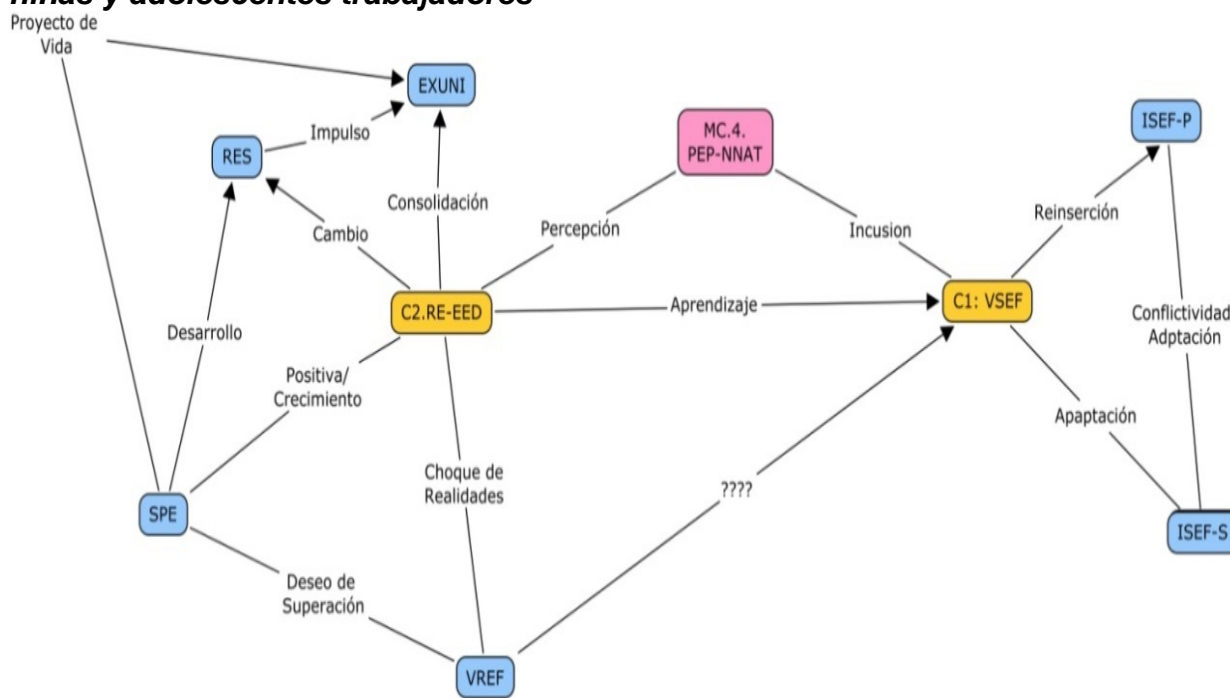 niñas y adolescentes trabajadores
Proyecto de
Vida
EXUNI
Impulso
RES
MC.4.
PEP-NNAT
ISEF-P
Consolidación
Cambio
Percepción
Incusion
Reinserción
C2.RE-EED
Aprendizaje
C1: VSEF
Desarrollo
Conflictividad
Adptación
Positiva/
Crecimiento
Apaptación
Choque de
Realidades
????
SPE
ISEF-S
Deseo de
Superación
VREF